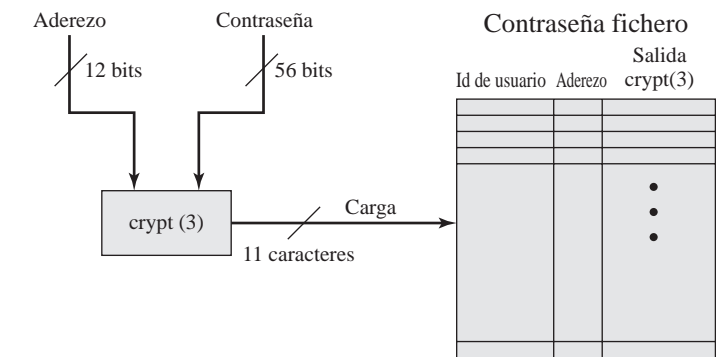 Aderezo
Contraseña
12 bits
56 bits
crypt (3)
Carga
11 caracteres
Contraseña fichero
Id de usuario
Aderezo
Salida
crypt(3)